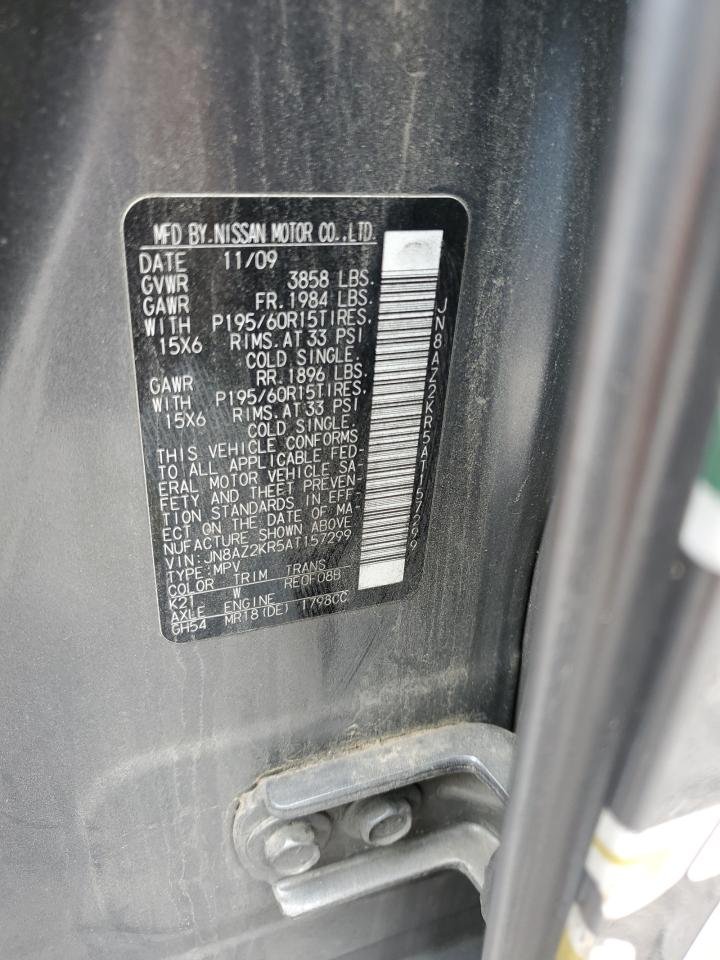 MFD BY.NISSAN MOTOR CO.,LTD.
DATE 11/09
GVWR 3858 LBS.
GAWR FR.1984 LBS.
WITH P195/60R15TIRES,
15X6 RIMS.AT 33 PSI
COLD SINGLE.
GAWR RR.1896 LBS.
WITH P195/60R15TIRES,
15X6 RIMS.AT 33 PSI
COLD SINGLE.
THIS VEHICLE CONFORMS
TO ALL APPLICABLE FED-
ERAL MOTOR VEHICLE SA-
FETY AND THEFT PREVEN-
TION STANDARDS IN EFF-
ECT ON THE DATE OF MA-
NUFACTURE SHOWN ABOVE
VIN:JN8AZ2KR5AT157299
TYPE:MPV
COLOR TRIM TRANS
K21 W RE0F08B
AXLE ENGINE
GH54 MR18(DE) 1798CC
JN8AZ2KR5AT157299